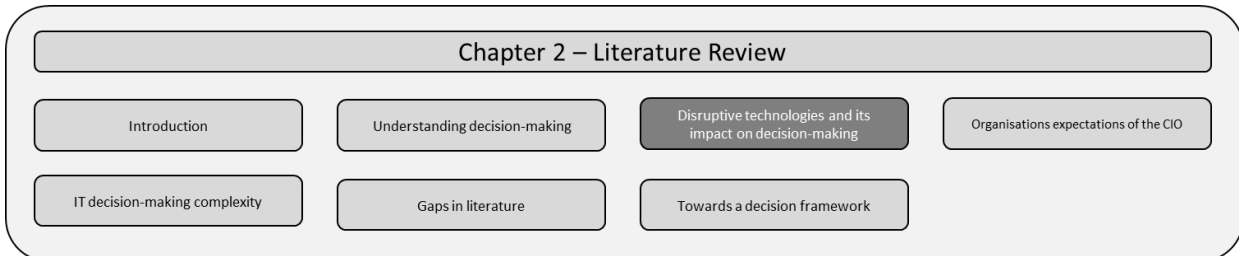 Chapter 2 – Literature Review
Introduction
Understanding decision-making
Disruptive technologies and its
impact on decision-making
Organisations expectations of the CIO
IT decision-making complexity
Gaps in literature
Towards a decision framework